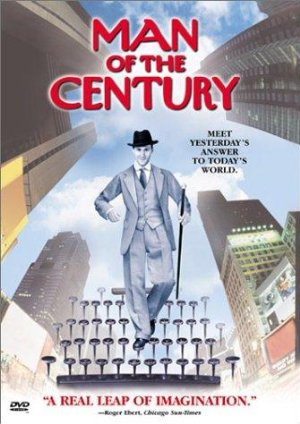 MAN
OF THE
CENTURY
MEET
YESTERDAY'S
ANSWER
TO TODAY'S
WORLD.
DVD
"A REAL LEAP OF IMAGINATION."
—Roger Ebert, Chicago Sun-Times